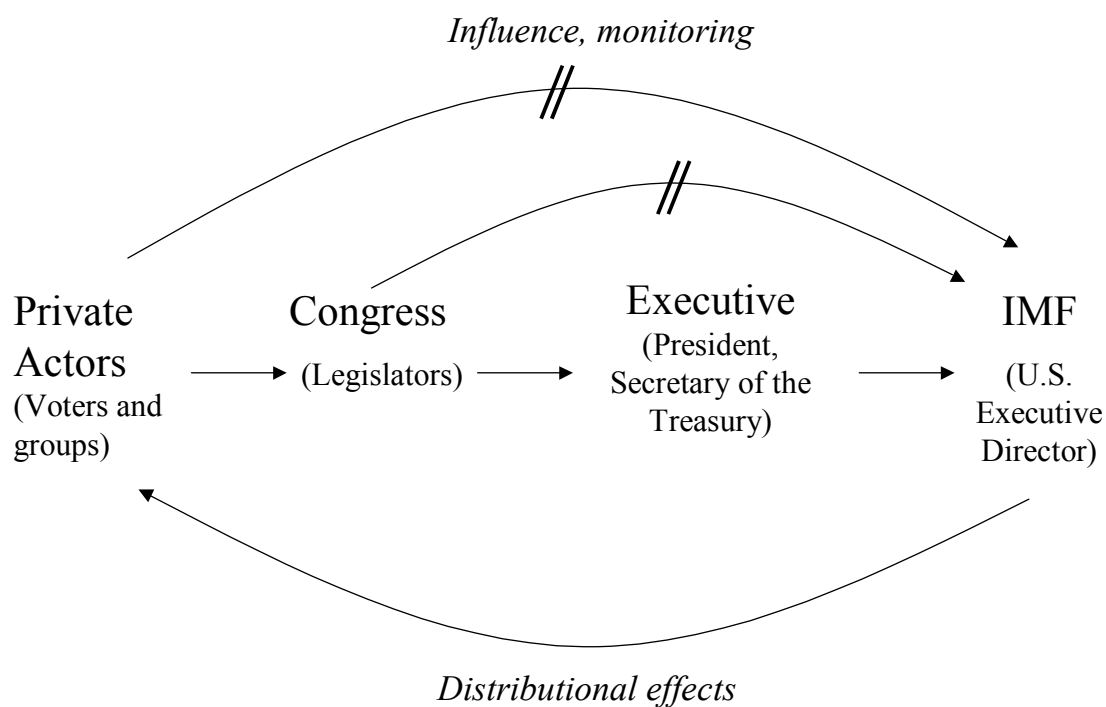 Influence, monitoring
Private
Actors
(Voters and
groups)
Congress
(Legislators)
Executive
(President,
Secretary of the
Treasury)
IMF
(U.S.
Executive
Director)
Distributional effects